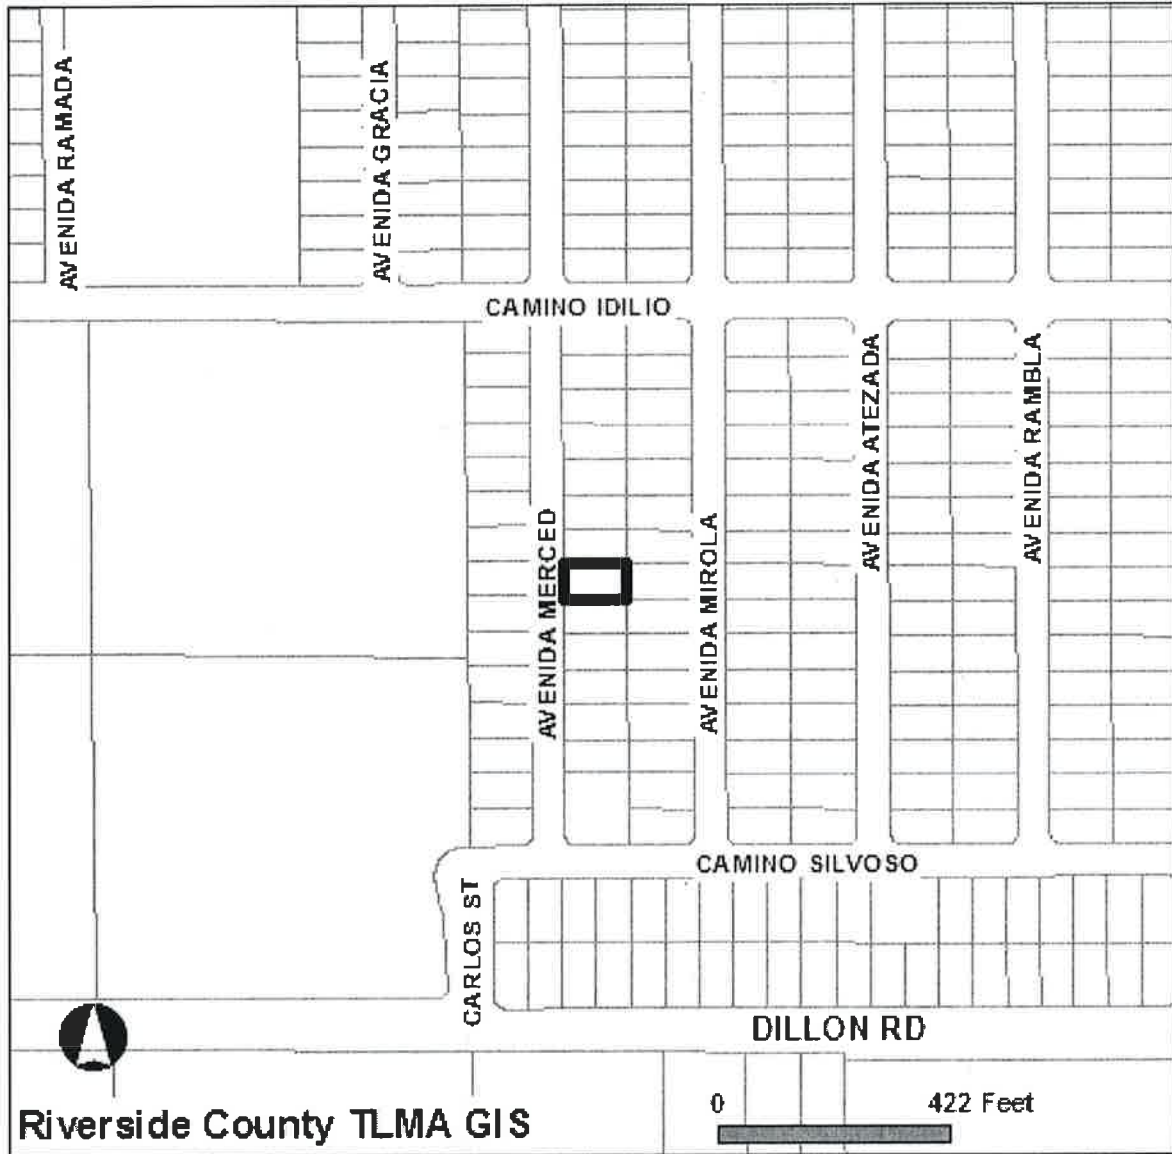 AVENIDA RAMADA
AVENIDA GRACIA
CAMINO IDILIO
AVENIDA MERCED
AVENIDA MIROLA
AVENIDA ATEZADA
AVENIDA RAMBLA
CAMINO SILVOSO
CARLOS ST
DILLON RD
Riverside County TLMA GIS
0 422 Feet